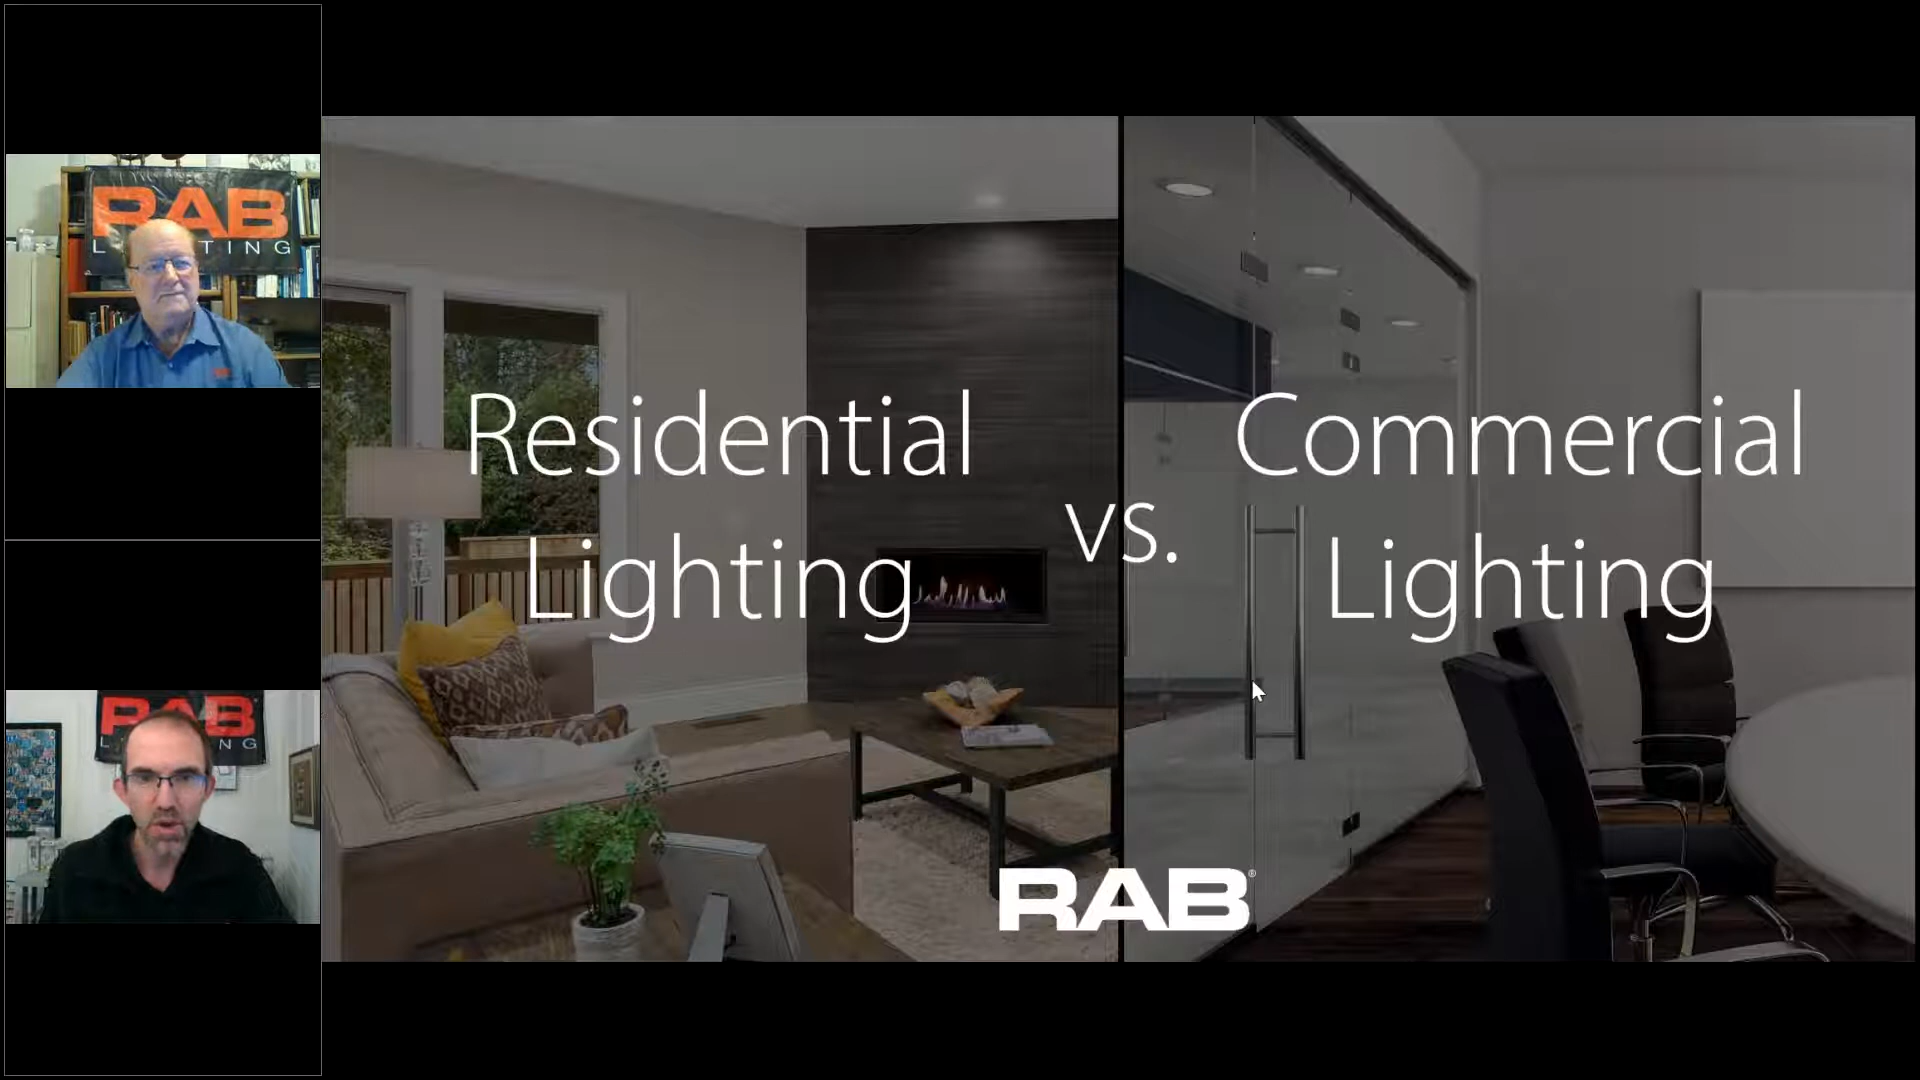 RAB
LIGHTING
Residential
Lighting
vs.
Commercial
Lighting
RAB®
RAB